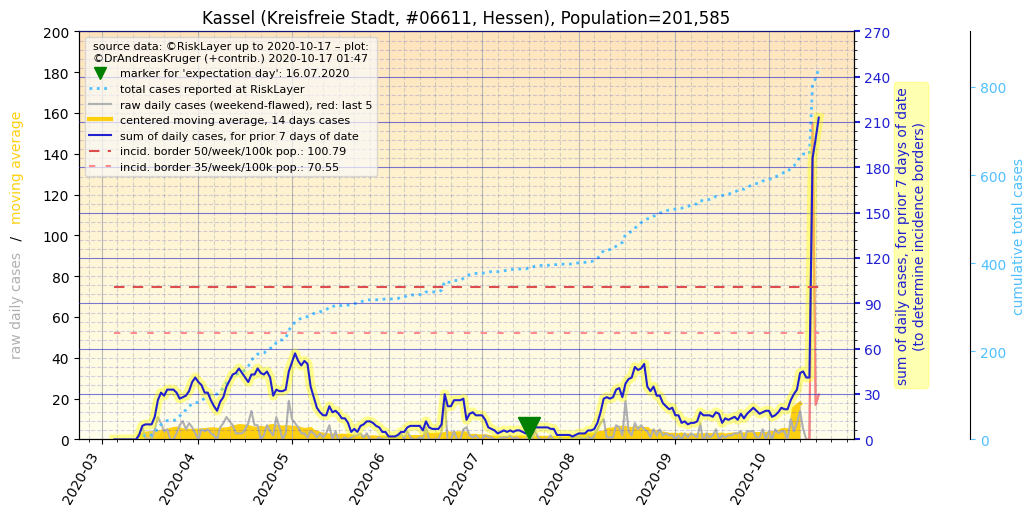 Kassel (Kreisfreie Stadt, #06611, Hessen), Population=201,585
source data: ©RiskLayer up to 2020-10-17 – plot:
©DrAndreasKruger (+contrib.) 2020-10-17 01:47
marker for 'expectation day': 16.07.2020
total cases reported at RiskLayer
raw daily cases (weekend-flawed), red: last 5
centered moving average, 14 days cases
sum of daily cases, for prior 7 days of date
incid. border 50/week/100k pop.: 100.79
incid. border 35/week/100k pop.: 70.55
raw daily cases / moving average
200
180
160
140
120
100
80
60
40
20
0
2020-03
2020-04
2020-05
2020-06
2020-07
2020-08
2020-09
2020-10
270
240
210
180
150
120
90
60
30
0
sum of daily cases, for prior 7 days of date
(to determine incidence borders)
800
600
400
200
0
cumulative total cases